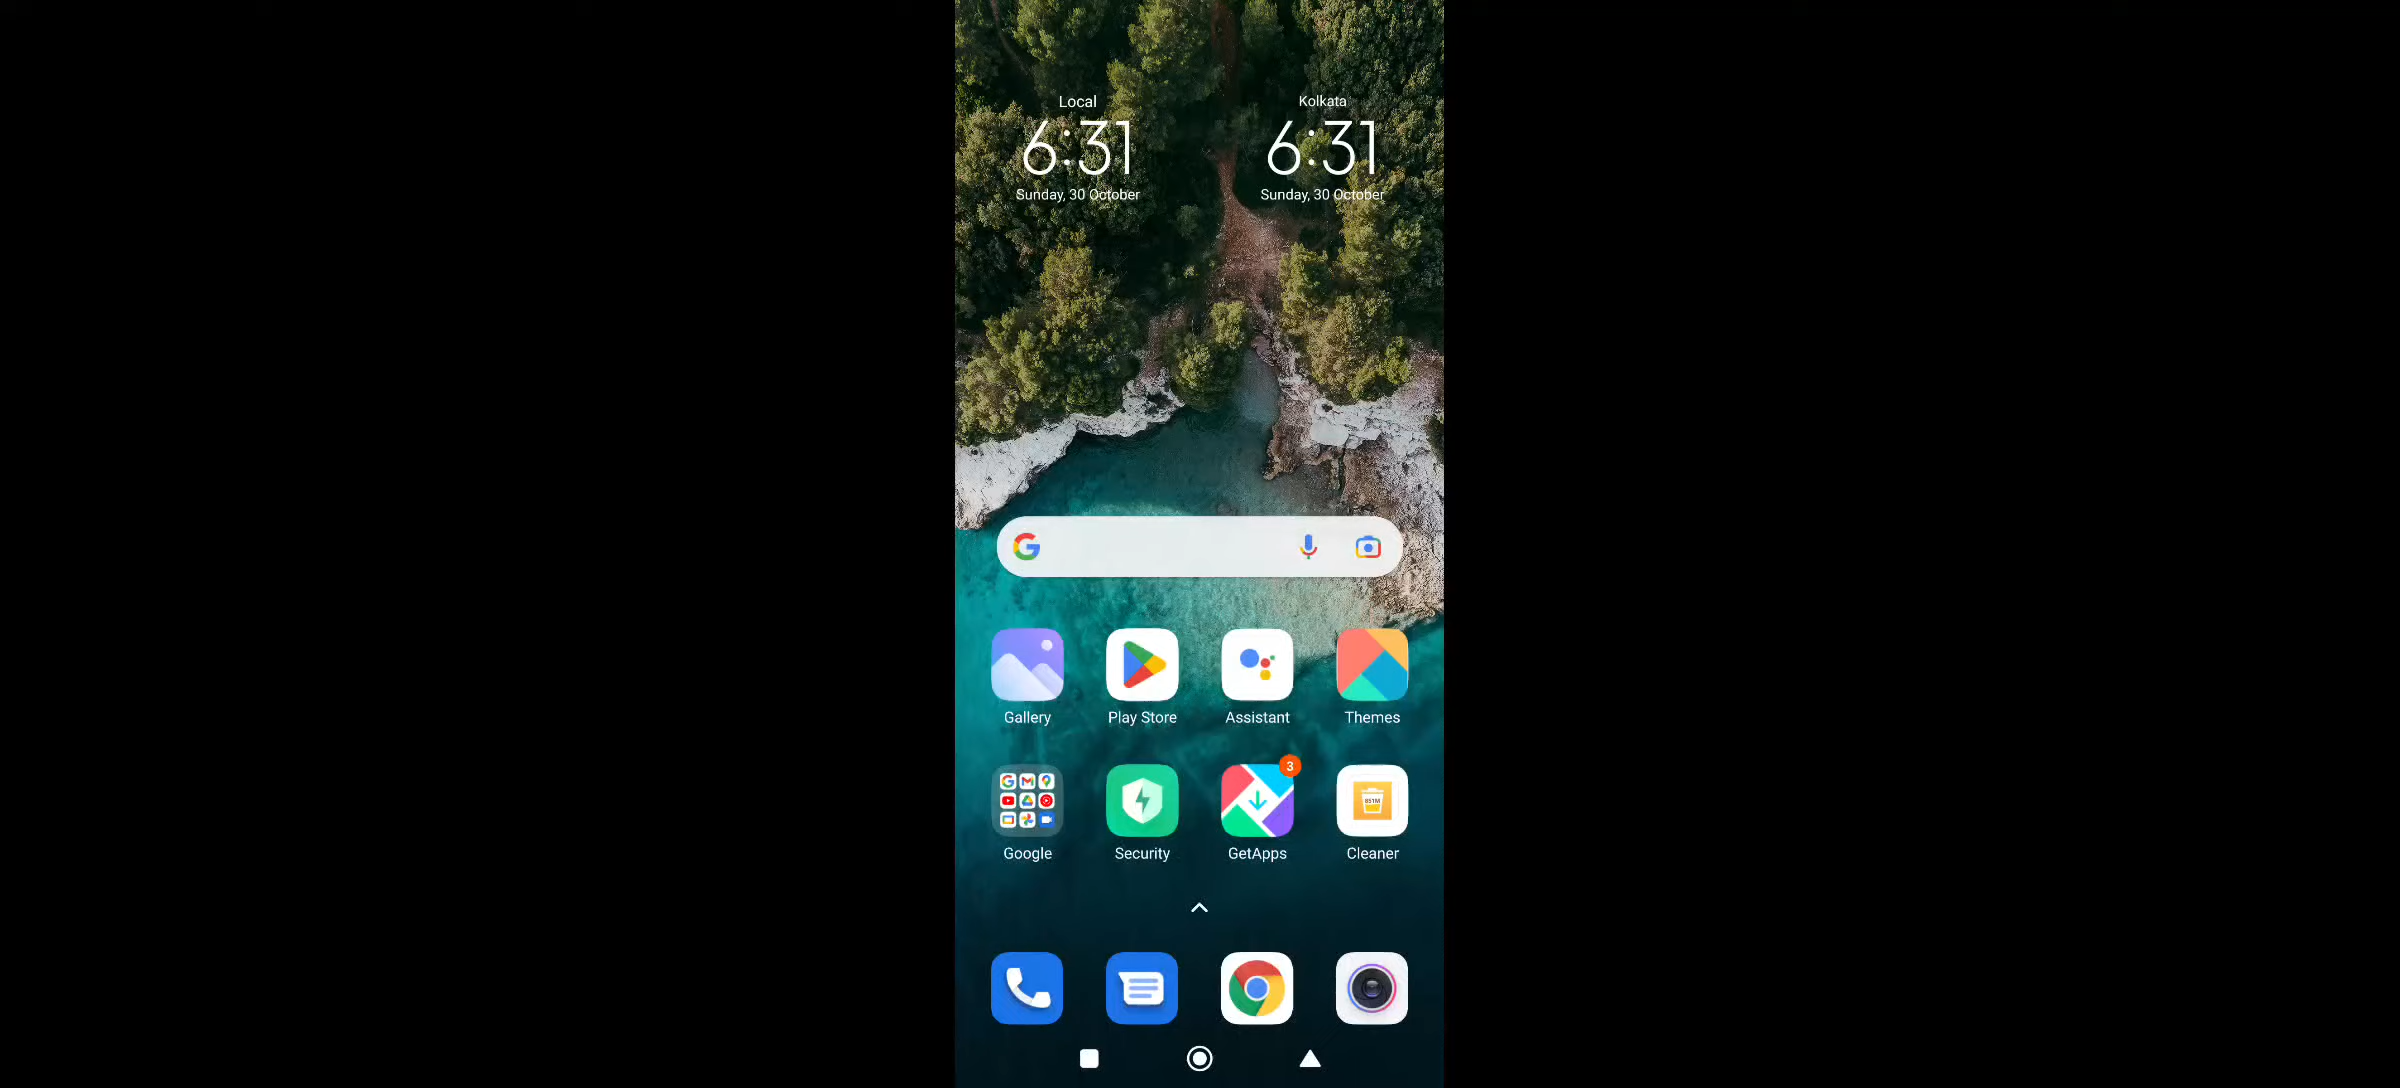 Local
Kolkata
6:31
6:31
Sunday, 30 October
Sunday, 30 October
Gallery
Play Store
Assistant
Themes
3
851M
Google
Security
GetApps
Cleaner